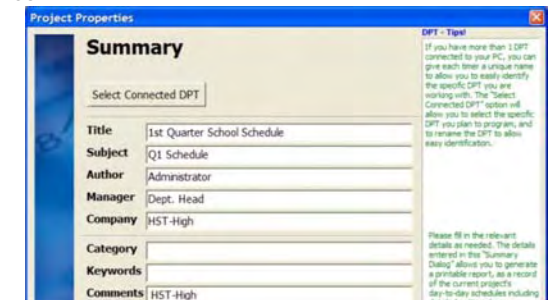 Project Properties
Summary
Select Connected DPT
Title 1st Quarter School Schedule
Subject Q1 Schedule
Author Administrator
Manager Dept. Head
Company HST-High
Category
Keywords
Comments HST-High
DPT - Tips!
If you have more than 1 DPT
connected to your PC, you can
give each timer a unique name
to allow you to easily identify
the specific DPT you are
working with. The "Select
Connected DPT" option will
allow you to select the specific
DPT you plan to program, and
to rename the DPT to allow
easy identification.
Please fill in the relevant
details as needed. The details
entered in this "Summary
Dialog" allows you to generate
a printable report, as a record
of the current project's
day-to-day schedules including